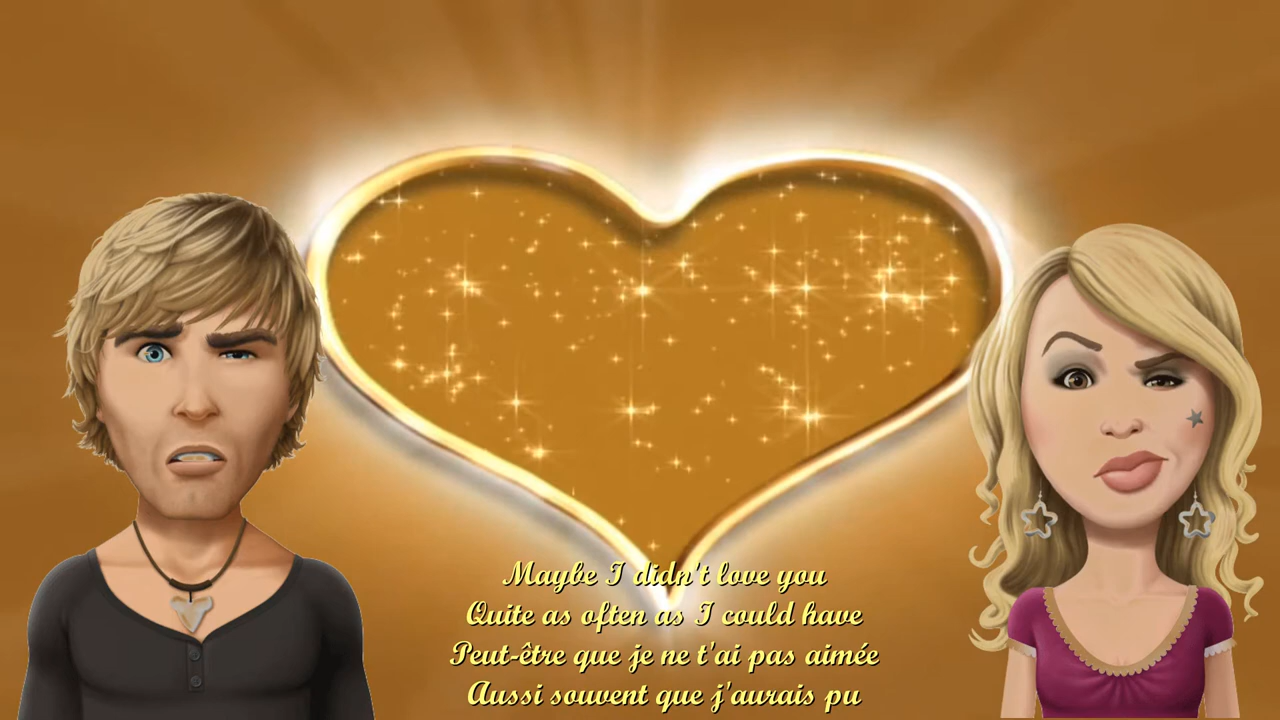 Maybe I didn't love you
Quite as often as I could have
Peut-être que je ne t'ai pas aimée
Aussi souvent que j'aurais pu